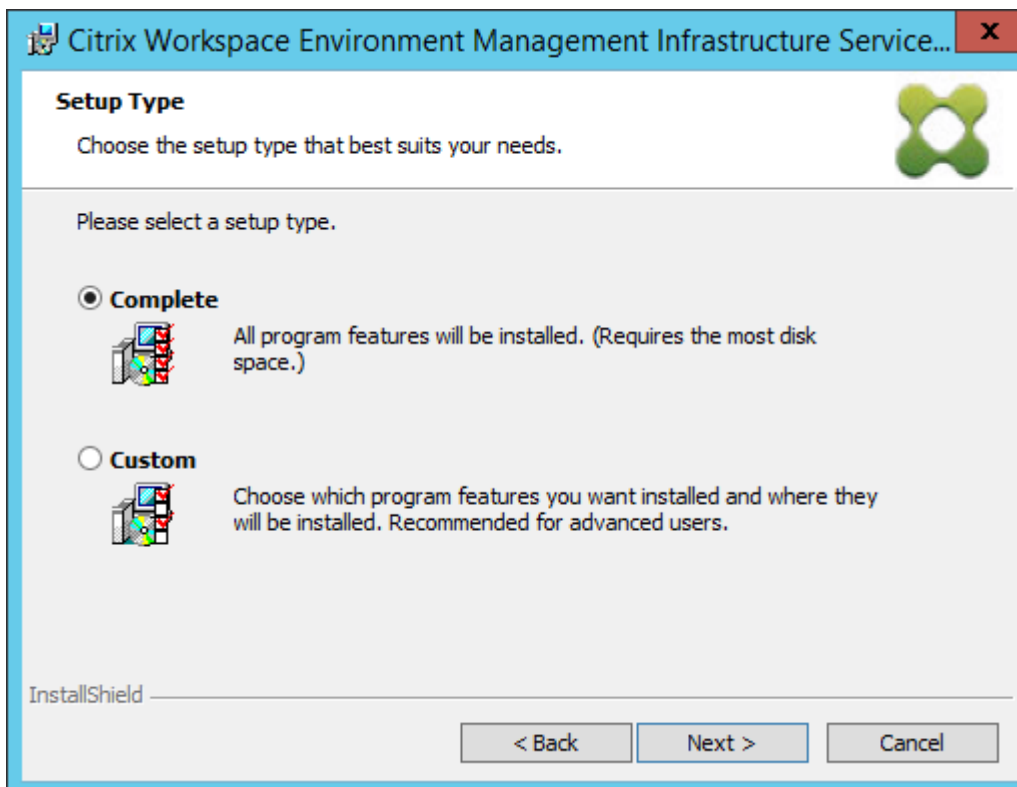 Citrix Workspace Environment Management Infrastructure Service...
x
Setup Type
Choose the setup type that best suits your needs.
Please select a setup type.
Complete
All program features will be installed. (Requires the most disk
space.)
Custom
Choose which program features you want installed and where they
will be installed. Recommended for advanced users.
InstallShield
< Back
Next >
Cancel